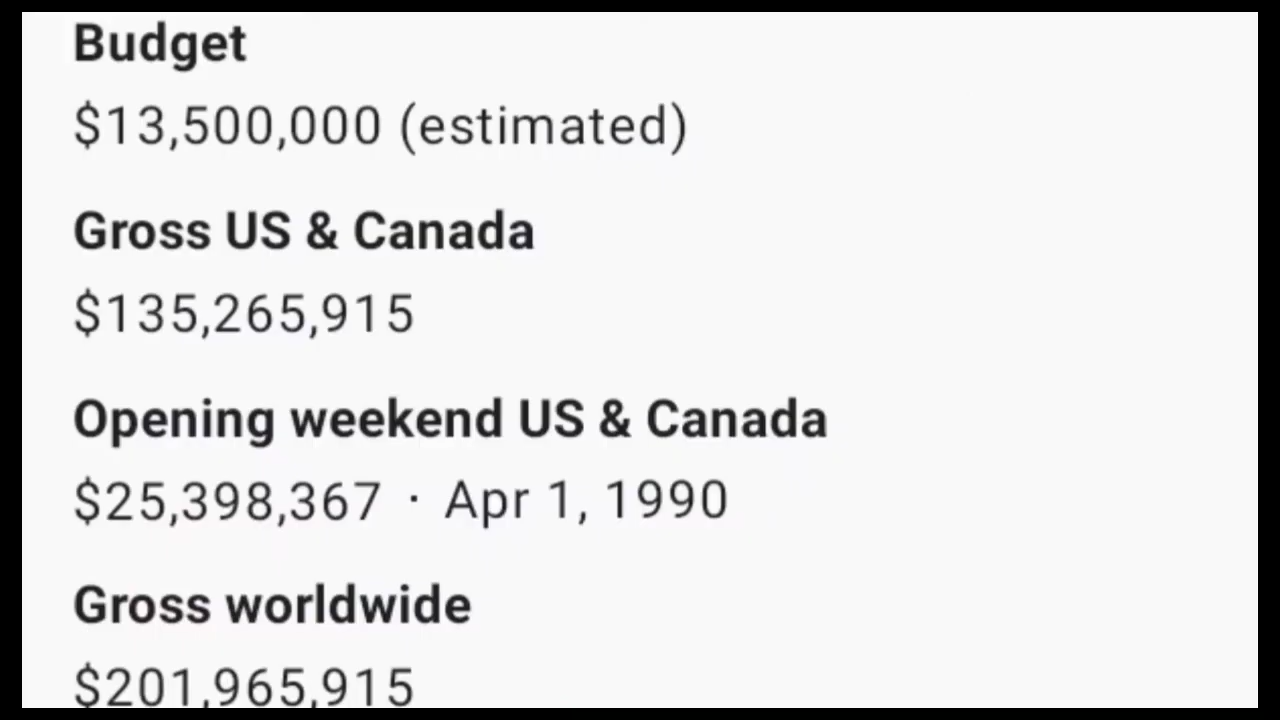 Budget
$13,500,000 (estimated)
Gross US & Canada
$135,265,915
Opening weekend US & Canada
$25,398,367 · Apr 1, 1990
Gross worldwide
$201,965,915